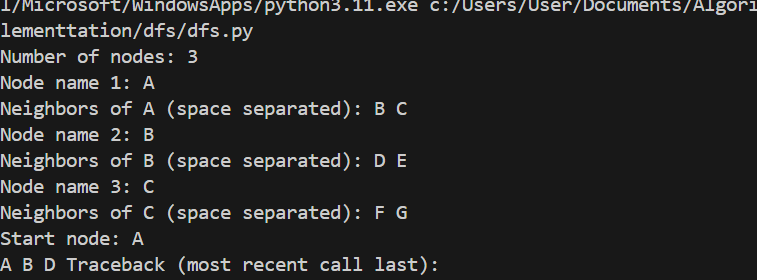 l/Microsoft/WindowsApps/python3.11.exe c:/Users/User/Documents/Algori
lementtation/dfs/dfs.py
Number of nodes: 3
Node name 1: A
Neighbors of A (space separated): B C
Node name 2: B
Neighbors of B (space separated): D E
Node name 3: C
Neighbors of C (space separated): F G
Start node: A
A B D Traceback (most recent call last):